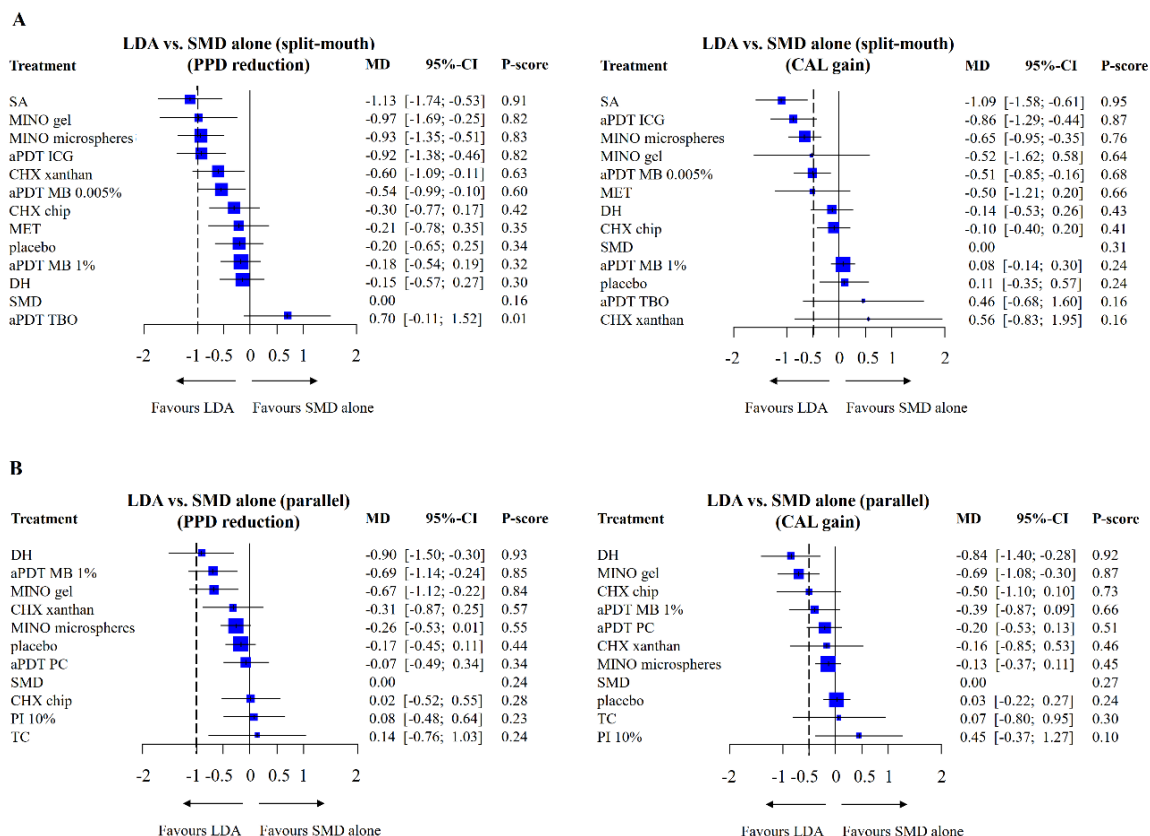 A
LDA vs. SMD alone (split-mouth)
Treatment (PPD reduction) MD 95%-CI P-score
SA -1.13 [-1.74; -0.53] 0.91
MINO gel -0.97 [-1.69; -0.25] 0.82
MINO microspheres -0.93 [-1.35; -0.51] 0.83
aPDT ICG -0.92 [-1.38; -0.46] 0.82
CHX xanthan -0.60 [-1.09; -0.11] 0.63
aPDT MB 0.005% -0.54 [-0.99; -0.10] 0.60
CHX chip -0.30 [-0.77; 0.17] 0.42
MET -0.21 [-0.78; 0.35] 0.35
placebo -0.20 [-0.65; 0.25] 0.34
aPDT MB 1% -0.18 [-0.54; 0.19] 0.32
DH -0.15 [-0.57; 0.27] 0.30
SMD 0.00 0.16
aPDT TBO 0.70 [-0.11; 1.52] 0.01
-2 -1 -0.5 0 0.5 1 2
Favours LDA Favours SMD alone
LDA vs. SMD alone (split-mouth)
Treatment (CAL gain) MD 95%-CI P-score
SA -1.09 [-1.58; -0.61] 0.95
aPDT ICG -0.86 [-1.29; -0.44] 0.87
MINO microspheres -0.65 [-0.95; -0.35] 0.76
MINO gel -0.52 [-1.62; 0.58] 0.64
aPDT MB 0.005% -0.51 [-0.85; -0.16] 0.68
MET -0.50 [-1.21; 0.20] 0.66
DH -0.14 [-0.53; 0.26] 0.43
CHX chip -0.10 [-0.40; 0.20] 0.41
SMD 0.00 0.31
aPDT MB 1% 0.08 [-0.14; 0.30] 0.24
placebo 0.11 [-0.35; 0.57] 0.24
aPDT TBO 0.46 [-0.68; 1.60] 0.16
CHX xanthan 0.56 [-0.83; 1.95] 0.16
-2 -1 -0.5 0 0.5 1 2
Favours LDA Favours SMD alone
B
LDA vs. SMD alone (parallel)
Treatment (PPD reduction) MD 95%-CI P-score
DH -0.90 [-1.50; -0.30] 0.93
aPDT MB 1% -0.69 [-1.14; -0.24] 0.85
MINO gel -0.67 [-1.12; -0.22] 0.84
CHX xanthan -0.31 [-0.87; 0.25] 0.57
MINO microspheres -0.26 [-0.53; 0.01] 0.55
placebo -0.17 [-0.45; 0.11] 0.44
aPDT PC -0.07 [-0.49; 0.34] 0.34
SMD 0.00 0.24
CHX chip 0.02 [-0.52; 0.55] 0.28
PI 10% 0.08 [-0.48; 0.64] 0.23
TC 0.14 [-0.76; 1.03] 0.24
-2 -1 -0.5 0 0.5 1 2
Favours LDA Favours SMD alone
LDA vs. SMD alone (parallel)
Treatment (CAL gain) MD 95%-CI P-score
DH -0.84 [-1.40; -0.28] 0.92
MINO gel -0.69 [-1.08; -0.30] 0.87
CHX chip -0.50 [-1.10; 0.10] 0.73
aPDT MB 1% -0.39 [-0.87; 0.09] 0.66
aPDT PC -0.20 [-0.53; 0.13] 0.51
CHX xanthan -0.16 [-0.85; 0.53] 0.46
MINO microspheres -0.13 [-0.37; 0.11] 0.45
SMD 0.00 0.27
placebo 0.03 [-0.22; 0.27] 0.24
TC 0.07 [-0.80; 0.95] 0.30
PI 10% 0.45 [-0.37; 1.27] 0.10
-2 -1 -0.5 0 0.5 1 2
Favours LDA Favours SMD alone